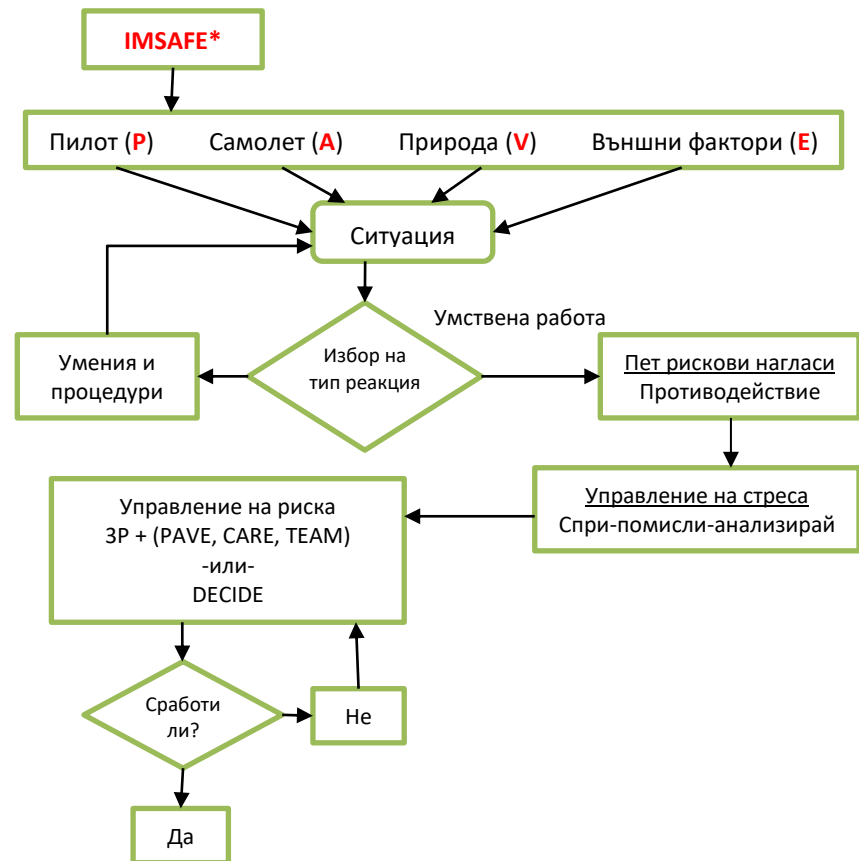 IMSAFE*
Пилот (P) Самолет (A) Природа (V) Външни фактори (E)
Ситуация
Умствена работа
Избор на
тип реакция
Умения и
процедури
Пет рискови нагласи
Противодействие
Управление на стреса
Спри-помисли-анализирай
Управление на риска
3P + (PAVE, CARE, TEAM)
-или-
DECIDE
Сработи
ли?
Не
Да